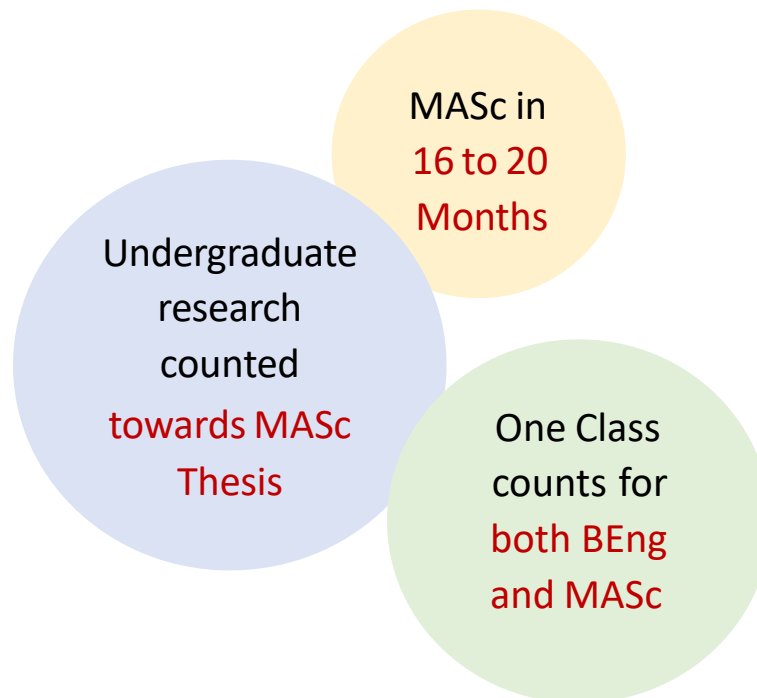 MASc in
16 to 20
Months
Undergraduate
research
counted
towards MASc
Thesis
One Class
counts for
both BEng
and MASc